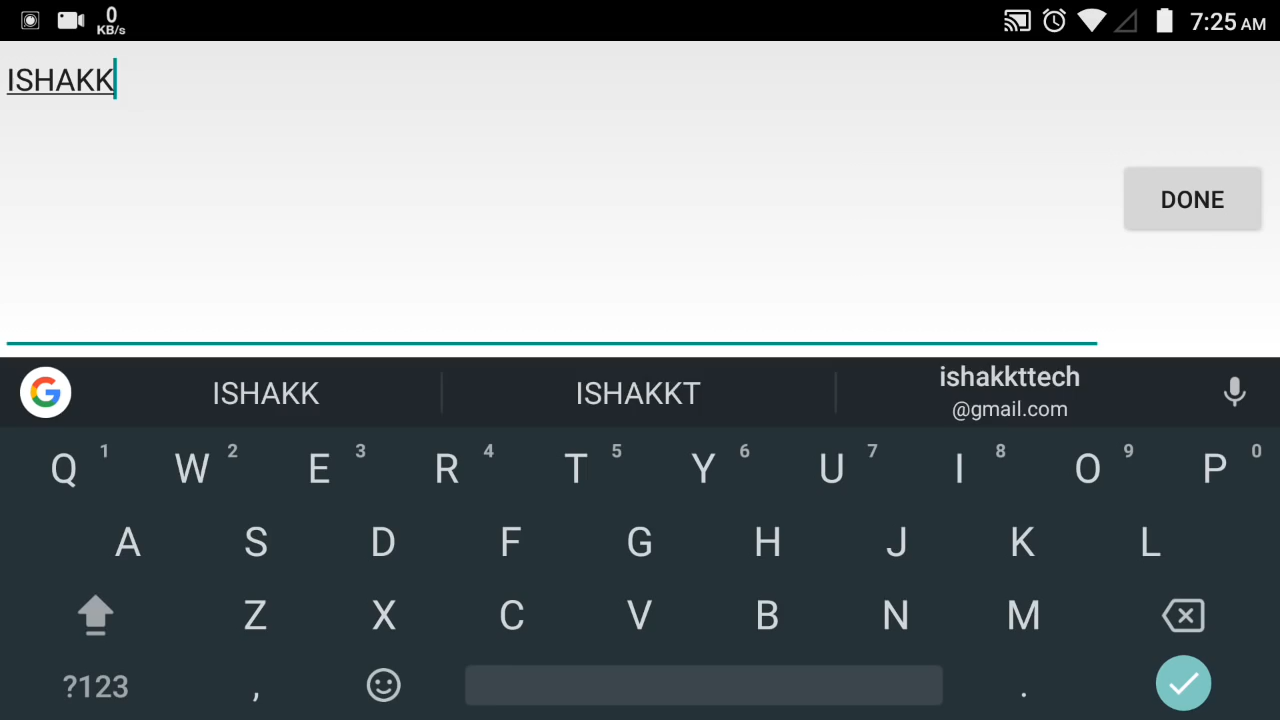 0
KB/s
7:25 AM
ISHAKK
DONE
ISHAKK ISHAKKT ishakkttech
@gmail.com
Q 1 W 2 E 3 R 4 T 5 Y 6 U 7 I 8 O 9 P 0
A S D F G H J K L
Z X C V B N M
?123 , .